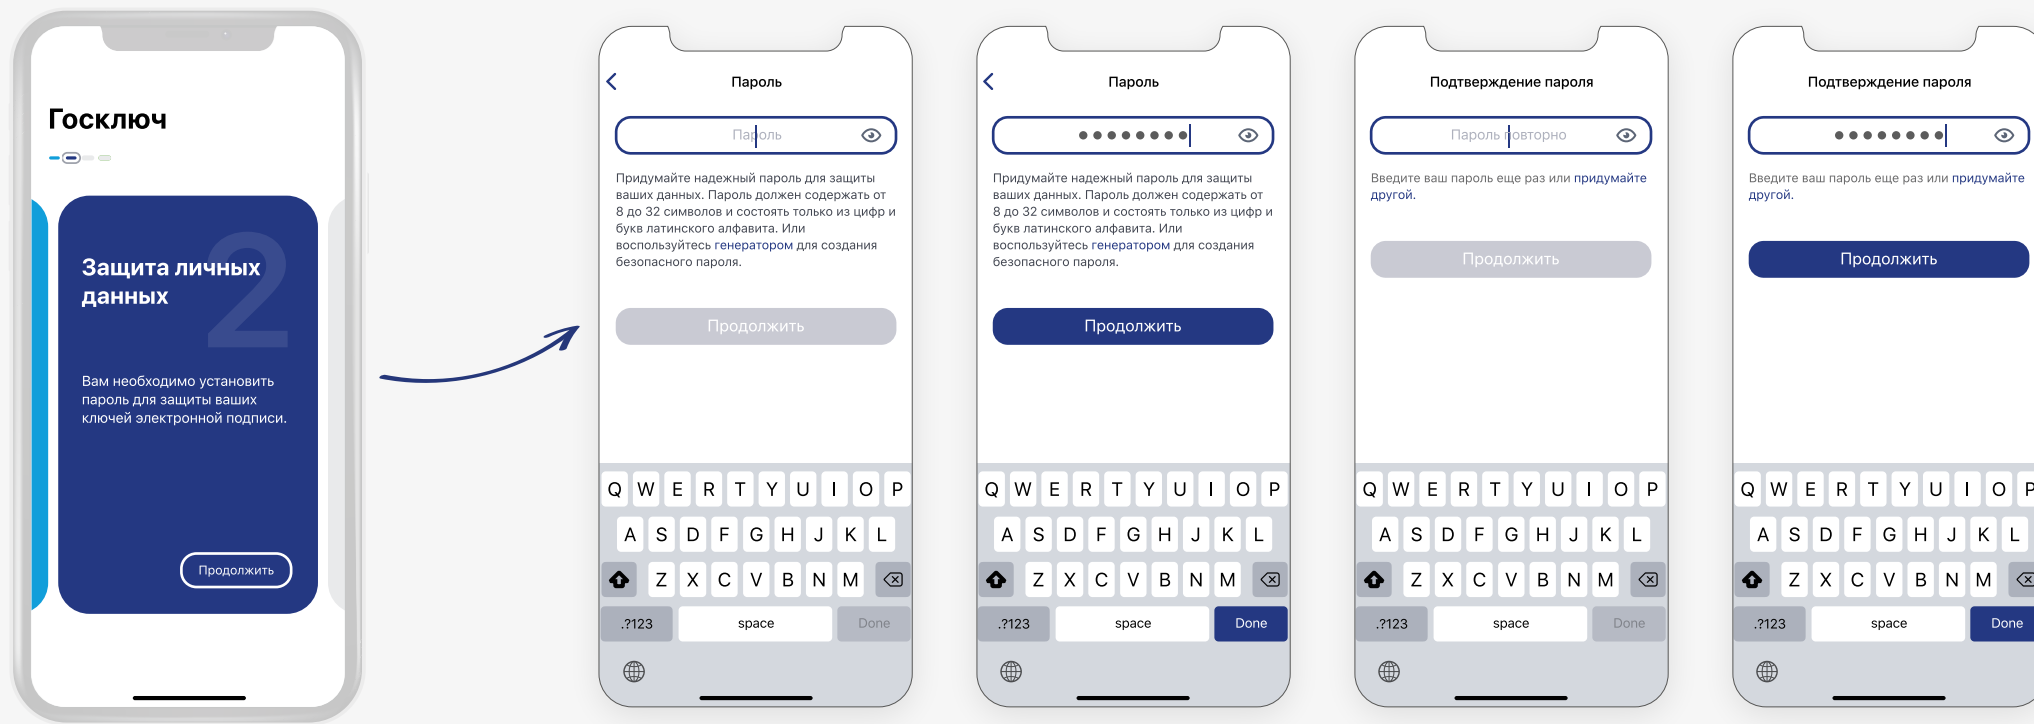 Госключ
2
Защита личных
данных
Вам необходимо установить
пароль для защиты ваших
ключей электронной подписи.
Продолжить
Пароль
Пароль
Придумайте надежный пароль для защиты
ваших данных. Пароль должен содержать от
8 до 32 символов и состоять только из цифр и
букв латинского алфавита. Или
воспользуйтесь генератором для создания
безопасного пароля.
Продолжить
Q W E R T Y U I O P
A S D F G H J K L
Z X C V B N M
.?123 space Done
Пароль
Придумайте надежный пароль для защиты
ваших данных. Пароль должен содержать от
8 до 32 символов и состоять только из цифр и
букв латинского алфавита. Или
воспользуйтесь генератором для создания
безопасного пароля.
Продолжить
Q W E R T Y U I O P
A S D F G H J K L
Z X C V B N M
.?123 space Done
Подтверждение пароля
Пароль повторно
Введите ваш пароль еще раз или придумайте
другой.
Продолжить
Q W E R T Y U I O P
A S D F G H J K L
Z X C V B N M
.?123 space Done
Подтверждение пароля
Введите ваш пароль еще раз или придумайте
другой.
Продолжить
Q W E R T Y U I O P
A S D F G H J K L
Z X C V B N M
.?123 space Done